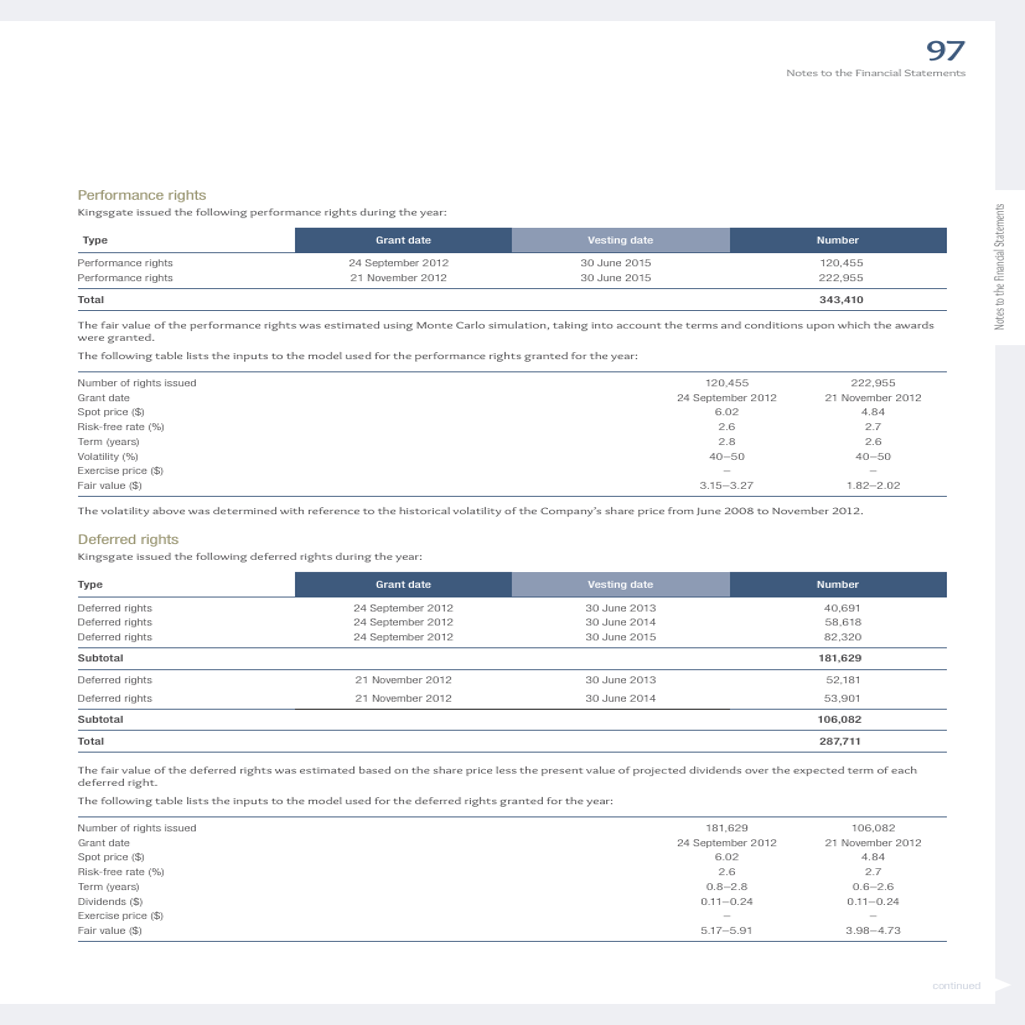 97
Notes to the Financial Statements
Notes to the Financial Statements
Performance rights
Kingsgate issued the following performance rights during the year:
Type Grant date Vesting date Number
Performance rights 24 September 2012 30 June 2015 120,455
Performance rights 21 November 2012 30 June 2015 222,955
Total 343,410
The fair value of the performance rights was estimated using Monte Carlo simulation, taking into account the terms and conditions upon which the awards
were granted.
The following table lists the inputs to the model used for the performance rights granted for the year:
Number of rights issued 120,455 222,955
Grant date 24 September 2012 21 November 2012
Spot price ($) 6.02 4.84
Risk-free rate (%) 2.6 2.7
Term (years) 2.8 2.6
Volatility (%) 40–50 40–50
Exercise price ($) – –
Fair value ($) 3.15–3.27 1.82–2.02
The volatility above was determined with reference to the historical volatility of the Company's share price from June 2008 to November 2012.
Deferred rights
Kingsgate issued the following deferred rights during the year:
Type Grant date Vesting date Number
Deferred rights 24 September 2012 30 June 2013 40,691
Deferred rights 24 September 2012 30 June 2014 58,618
Deferred rights 24 September 2012 30 June 2015 82,320
Subtotal 181,629
Deferred rights 21 November 2012 30 June 2013 52,181
Deferred rights 21 November 2012 30 June 2014 53,901
Subtotal 106,082
Total 287,711
The fair value of the deferred rights was estimated based on the share price less the present value of projected dividends over the expected term of each
deferred right.
The following table lists the inputs to the model used for the deferred rights granted for the year:
Number of rights issued 181,629 106,082
Grant date 24 September 2012 21 November 2012
Spot price ($) 6.02 4.84
Risk-free rate (%) 2.6 2.7
Term (years) 0.8–2.8 0.6–2.6
Dividends ($) 0.11–0.24 0.11–0.24
Exercise price ($) – –
Fair value ($) 5.17–5.91 3.98–4.73
continued